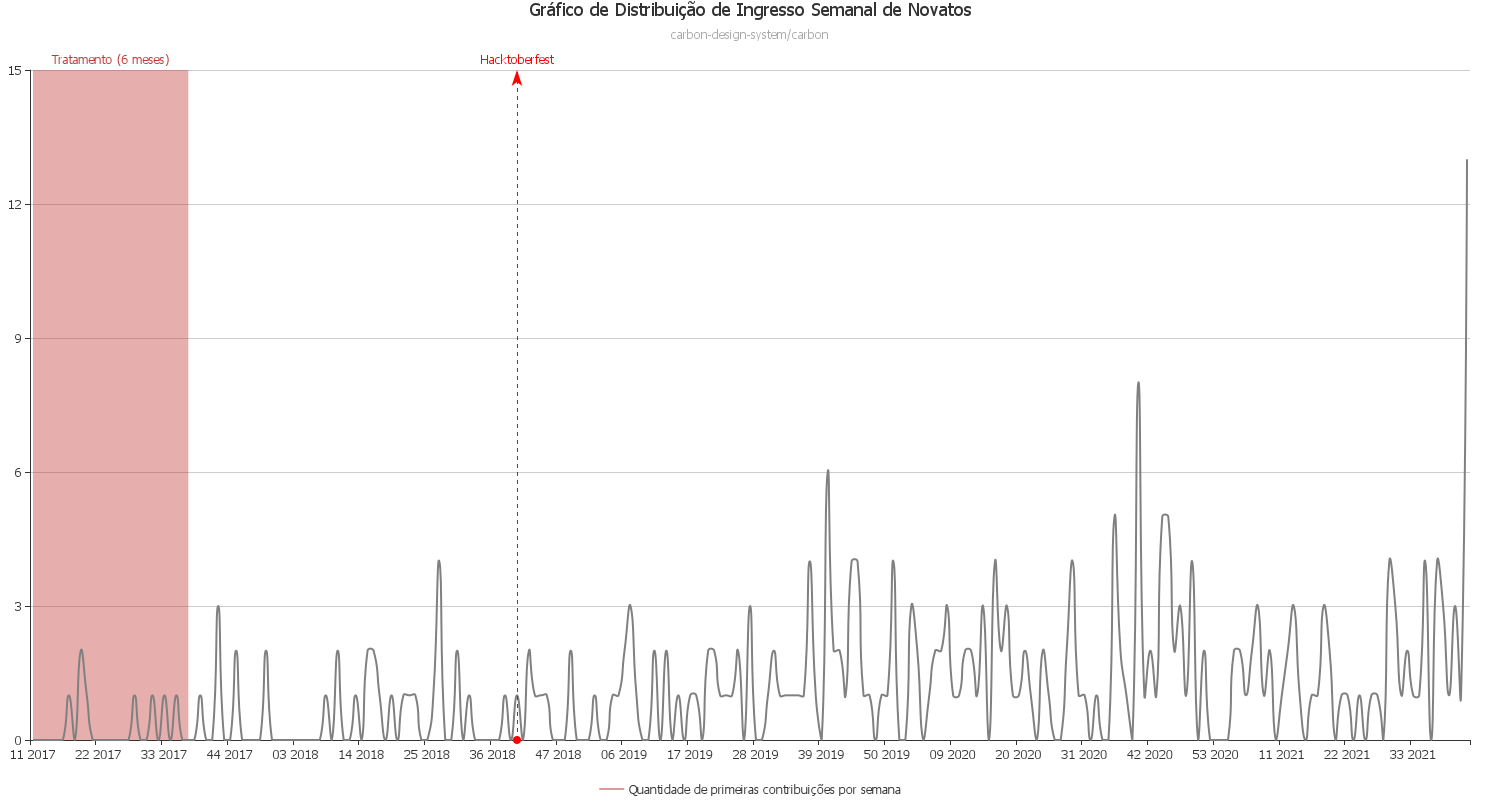 Gráfico de Distribuição de Ingresso Semanal de Novatos
carbon-design-system/carbon
Tratamento (6 meses)
Hacktoberfest
15
12
9
6
3
0
11 2017 22 2017 33 2017 44 2017 03 2018 14 2018 25 2018 36 2018 47 2018 06 2019 17 2019 28 2019 39 2019 50 2019 09 2020 20 2020 31 2020 42 2020 53 2020 11 2021 22 2021 33 2021
Quantidade de primeiras contribuições por semana